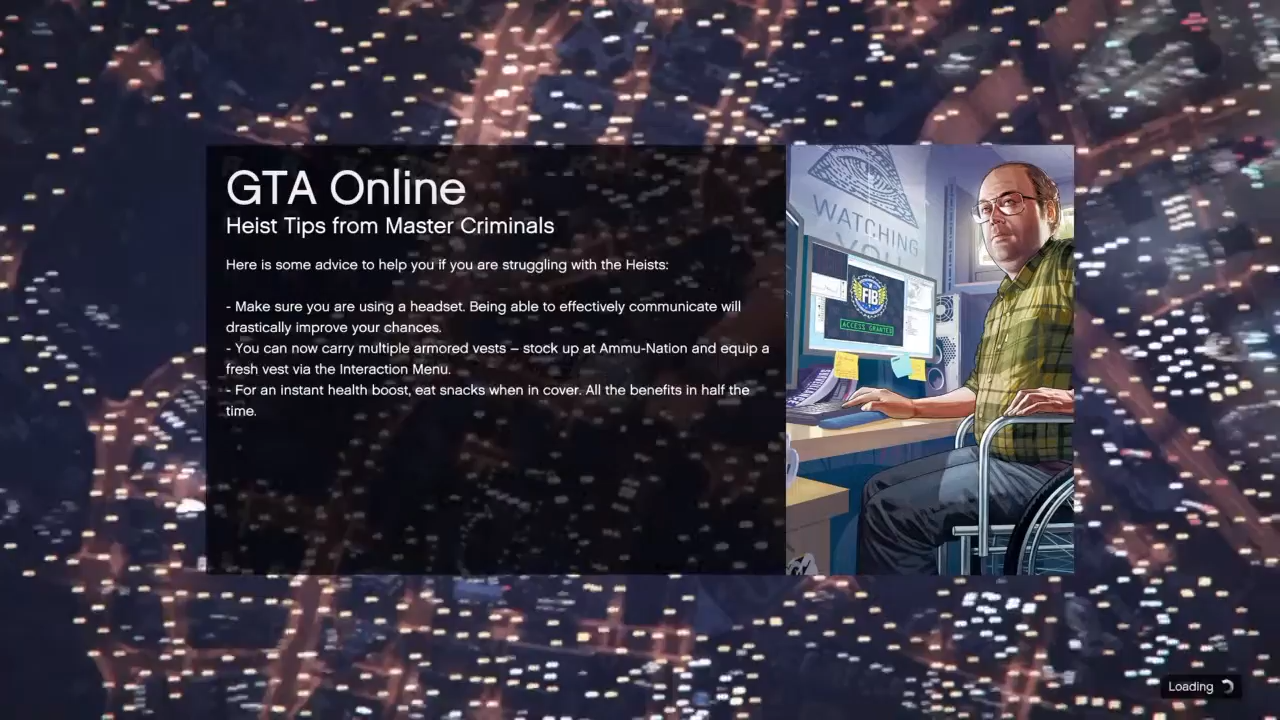 GTA Online
Heist Tips from Master Criminals
Here is some advice to help you if you are struggling with the Heists:
- Make sure you are using a headset. Being able to effectively communicate will
drastically improve your chances.
- You can now carry multiple armored vests – stock up at Ammu-Nation and equip a
fresh vest via the Interaction Menu.
- For an instant health boost, eat snacks when in cover. All the benefits in half the
time.
WATCHING
YOU
FIB
ACCESS GRANTED
Loading